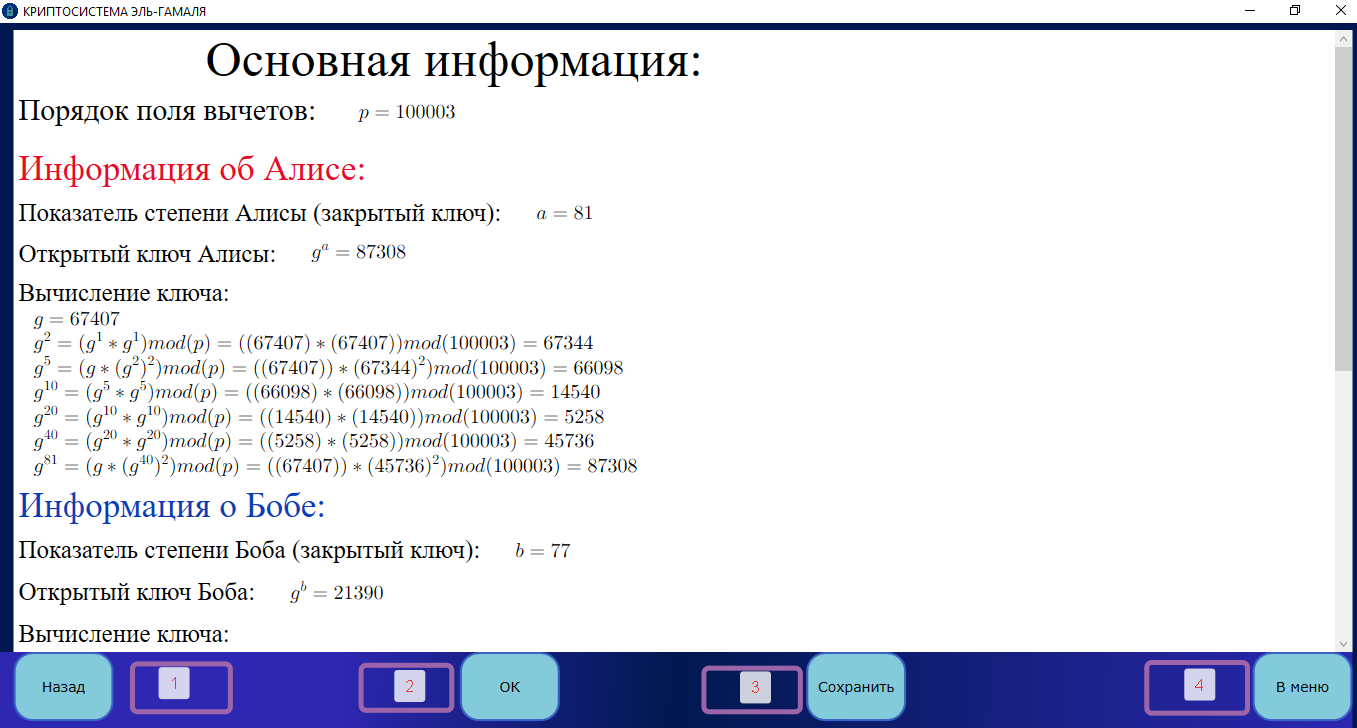 КРИПТОСИСТЕМА ЭЛЬ-ГАМАЛЯ
Основная информация:
Порядок поля вычетов: p = 100003
Информация об Алисе:
Показатель степени Алисы (закрытый ключ): a = 81
Открытый ключ Алисы: g^a = 87308
Вычисление ключа:
g = 67407
g^2 = (g^1 * g^1)mod(p) = ((67407) * (67407))mod(100003) = 67344
g^5 = (g * (g^2)^2)mod(p) = ((67407)) * (67344)^2)mod(100003) = 66098
g^10 = (g^5 * g^5)mod(p) = ((66098) * (66098))mod(100003) = 14540
g^20 = (g^10 * g^10)mod(p) = ((14540) * (14540))mod(100003) = 5258
g^40 = (g^20 * g^20)mod(p) = ((5258) * (5258))mod(100003) = 45736
g^81 = (g * (g^40)^2)mod(p) = ((67407)) * (45736)^2)mod(100003) = 87308
Информация о Бобе:
Показатель степени Боба (закрытый ключ): b = 77
Открытый ключ Боба: g^b = 21390
Вычисление ключа:
Назад 1 2 OK 3 Сохранить 4 В меню